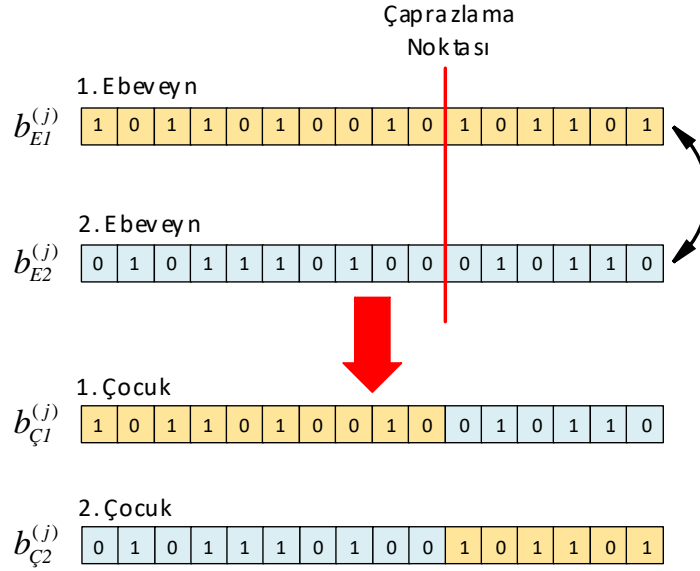 Çaprazlama
Noktası
1. Ebeveyn
b_{E1}^{(j)} 1 0 1 1 0 1 0 0 1 0 1 0 1 1 0 1
2. Ebeveyn
b_{E2}^{(j)} 0 1 0 1 1 1 0 1 0 0 0 1 0 1 1 0
1. Çocuk
b_{Ç1}^{(j)} 1 0 1 1 0 1 0 0 1 0 0 1 0 1 1 0
2. Çocuk
b_{Ç2}^{(j)} 0 1 0 1 1 1 0 1 0 0 1 0 1 1 0 1